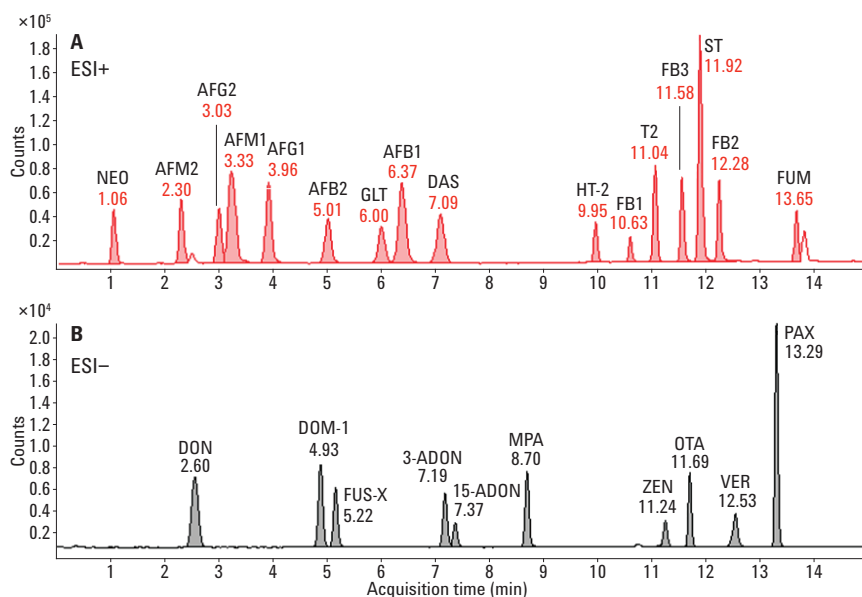 ×10⁵
A
ESI+
Counts
1.8
1.6
1.4
1.2
1.0
0.8
0.6
0.4
0.2
NEO
1.06
AFM2
2.30
AFG2
3.03
AFM1
3.33
AFG1
3.96
AFB2
5.01
GLT
6.00
AFB1
6.37
DAS
7.09
HT-2
9.95
FB1
10.63
T2
11.04
FB3
11.58
ST
11.92
FB2
12.28
FUM
13.65
1 2 3 4 5 6 7 8 9 10 11 12 13 14
×10⁴
B
ESI−
Counts
2.0
1.8
1.6
1.4
1.2
1.0
0.8
0.6
0.4
0.2
DON
2.60
DOM-1
4.93
FUS-X
5.22
3-ADON
7.19
15-ADON
7.37
MPA
8.70
ZEN
11.24
OTA
11.69
VER
12.53
PAX
13.29
1 2 3 4 5 6 7 8 9 10 11 12 13 14
Acquisition time (min)